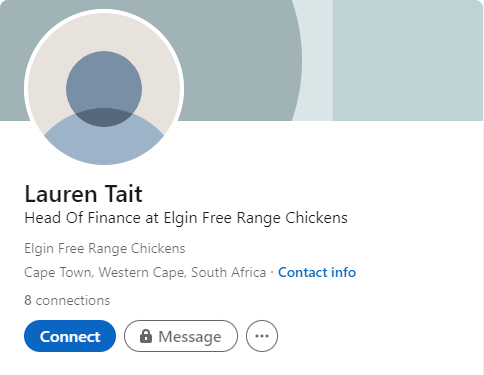 Lauren Tait
Head Of Finance at Elgin Free Range Chickens
Elgin Free Range Chickens
Cape Town, Western Cape, South Africa · Contact info
8 connections
Connect Message ...